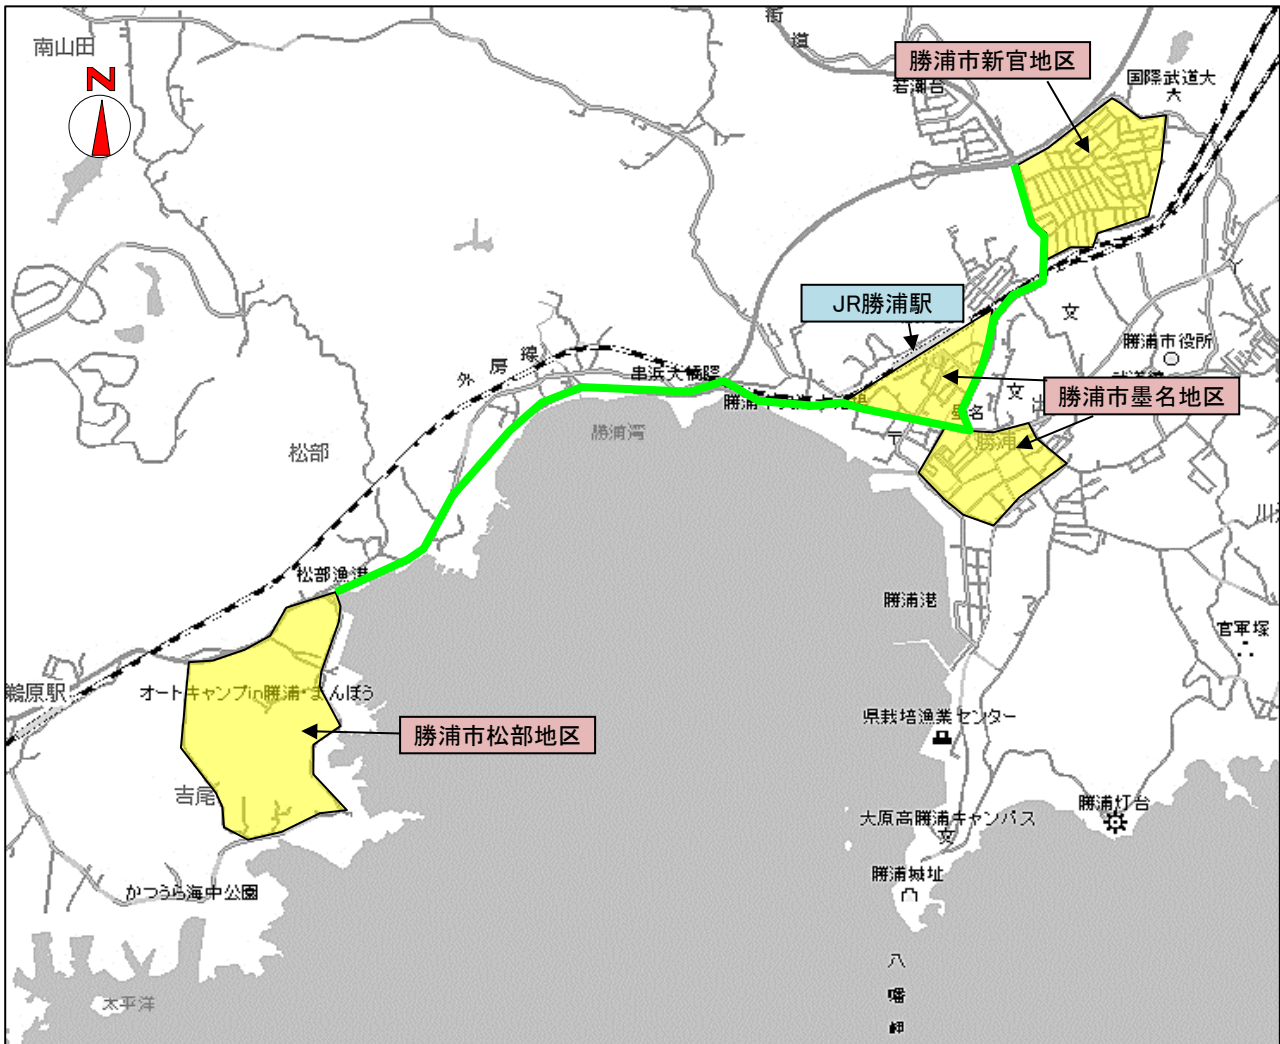 街
道
南山田
N
勝浦市新官地区
若潮台
国際武道大
大
JR勝浦駅
文
勝浦市役所
外房線
串浜大橋
文
勝浦市墨名地区
墨名
〒
勝浦
勝浦湾
松部
川
松部漁港
勝浦港
官軍塚
鵜原駅
オートキャンプin勝浦・まんぼう
県栽培漁業センター
勝浦市松部地区
吉尾
勝浦灯台
大原高勝浦キャンパス
文
勝浦城址
かつうら海中公園
八幡岬
太平洋